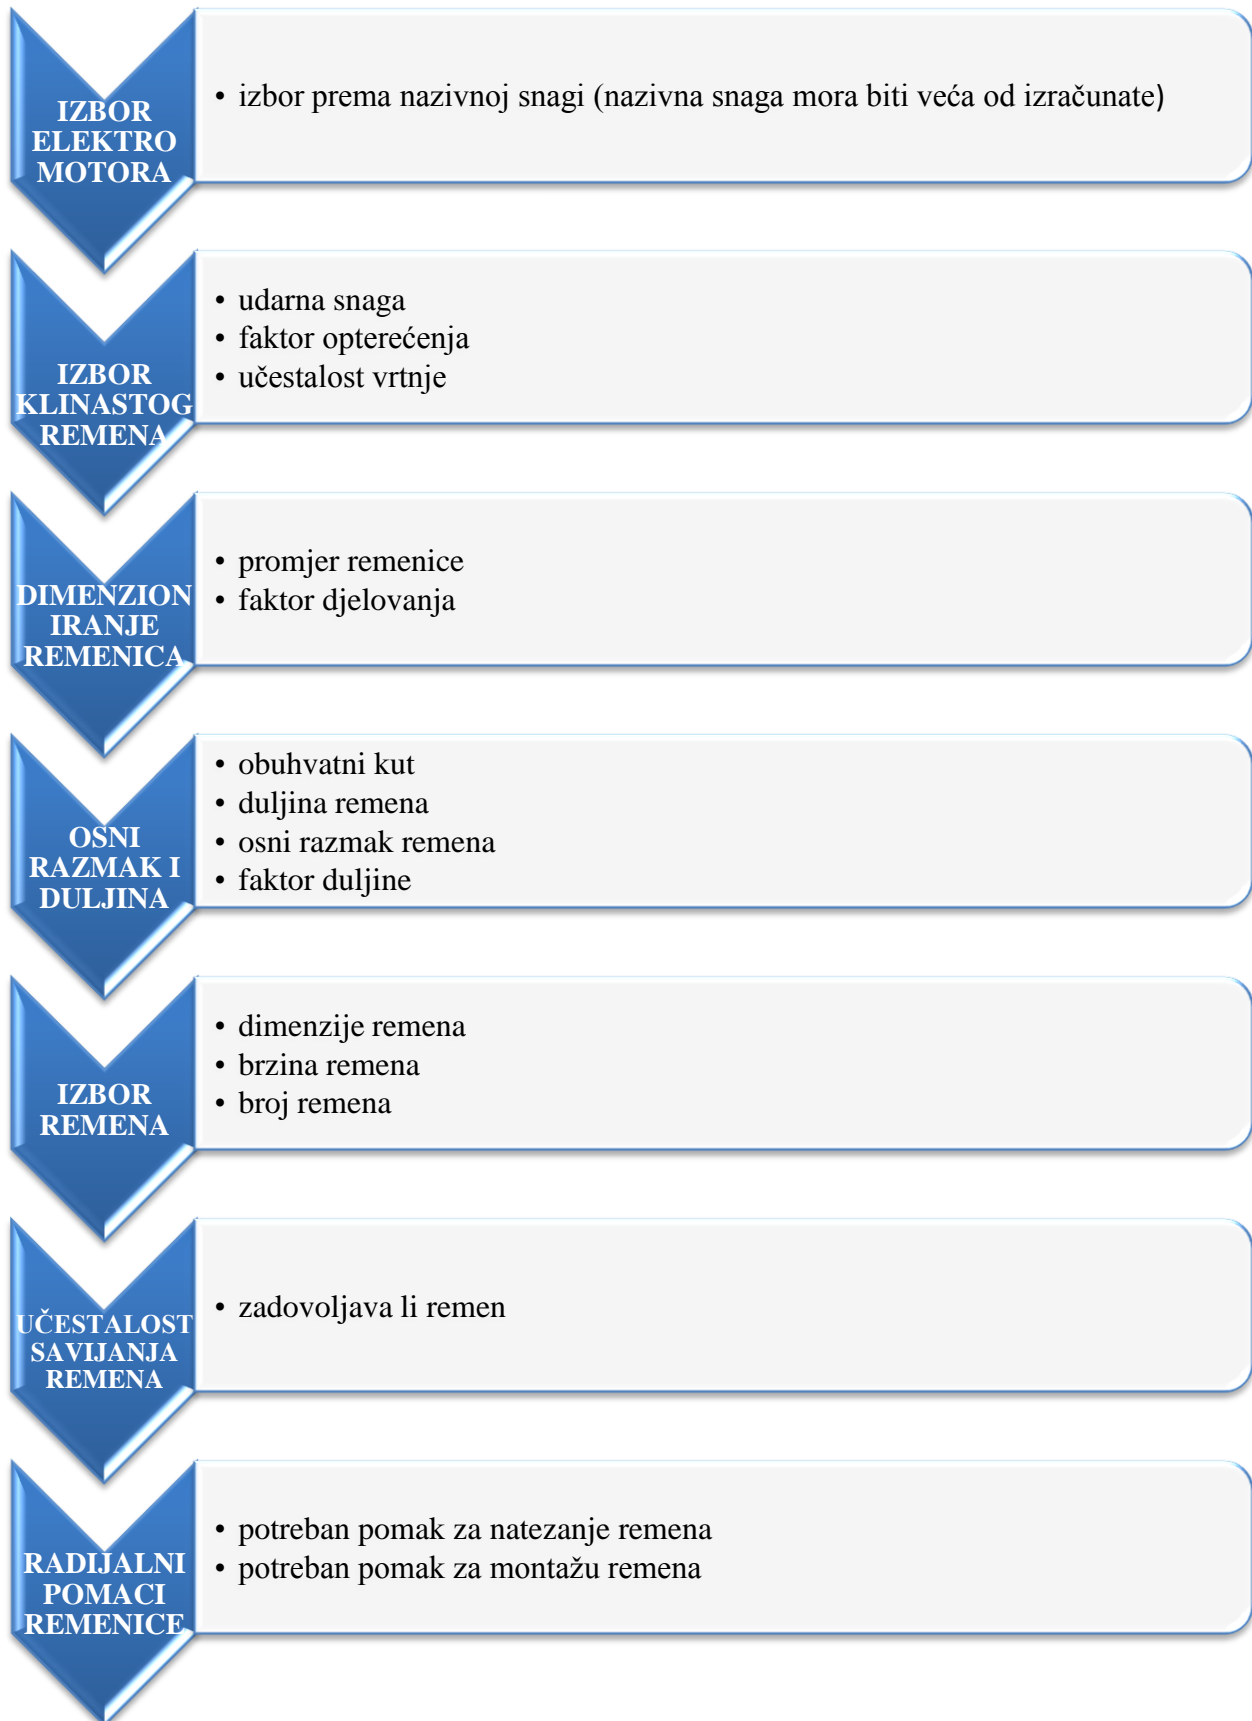 IZBOR
ELEKTRO
MOTORA
• izbor prema nazivnoj snagi (nazivna snaga mora biti veća od izračunate)
IZBOR
KLINASTOG
REMENA
• udarna snaga
• faktor opterećenja
• učestalost vrtnje
DIMENZION
IRANJE
REMENICA
• promjer remenice
• faktor djelovanja
OSNI
RAZMAK I
DULJINA
• obuhvatni kut
• duljina remena
• osni razmak remena
• faktor duljine
IZBOR
REMENA
• dimenzije remena
• brzina remena
• broj remena
UČESTALOST
SAVIJANJA
REMENA
• zadovoljava li remen
RADIJALNI
POMACI
REMENICE
• potreban pomak za natezanje remena
• potreban pomak za montažu remena